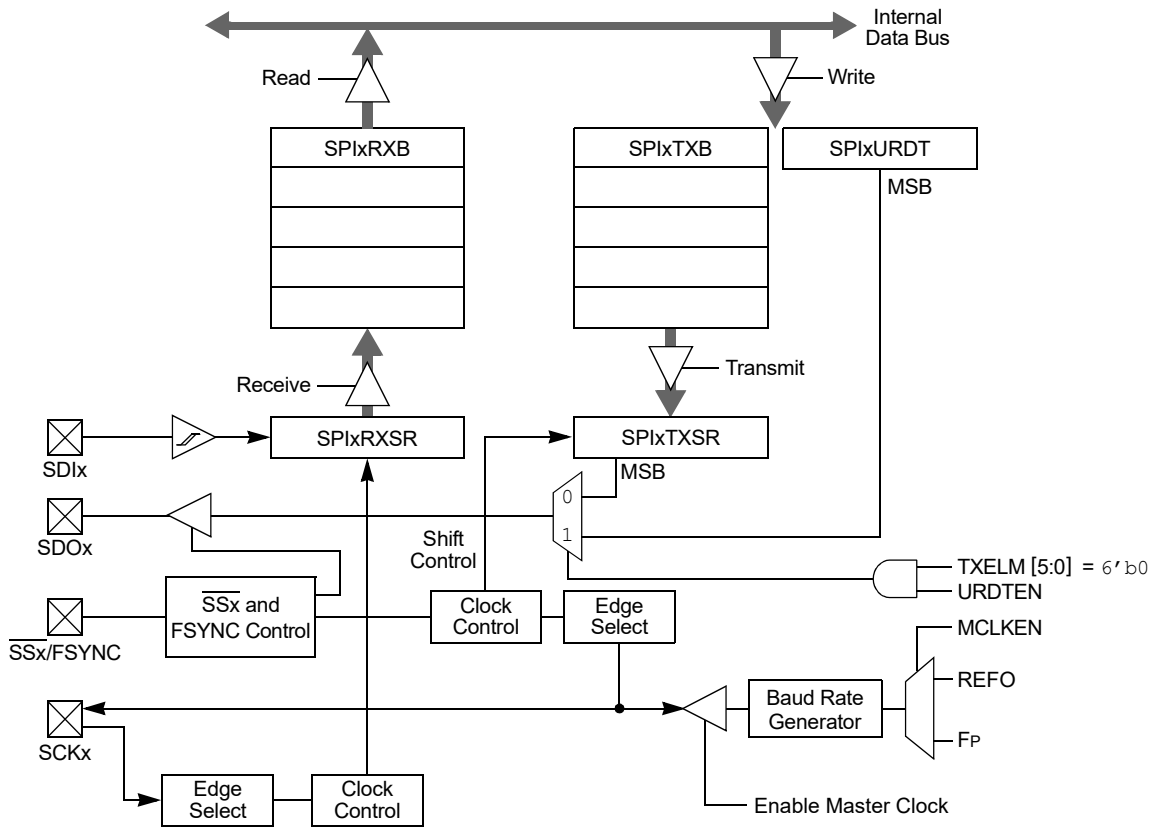 Internal
Data Bus
Read
Write
SPIxRXB
SPIxTXB
SPIxURDT
MSB
Receive
Transmit
SDIx
SPIxRXSR
SPIxTXSR
MSB
0
SDOx
1
Shift
Control
TXELM [5:0] = 6'b0
URDTEN
SSx and
FSYNC Control
Clock
Control
Edge
Select
SSx/FSYNC
MCLKEN
REFO
Baud Rate
Generator
FP
SCKx
Edge
Select
Clock
Control
Enable Master Clock